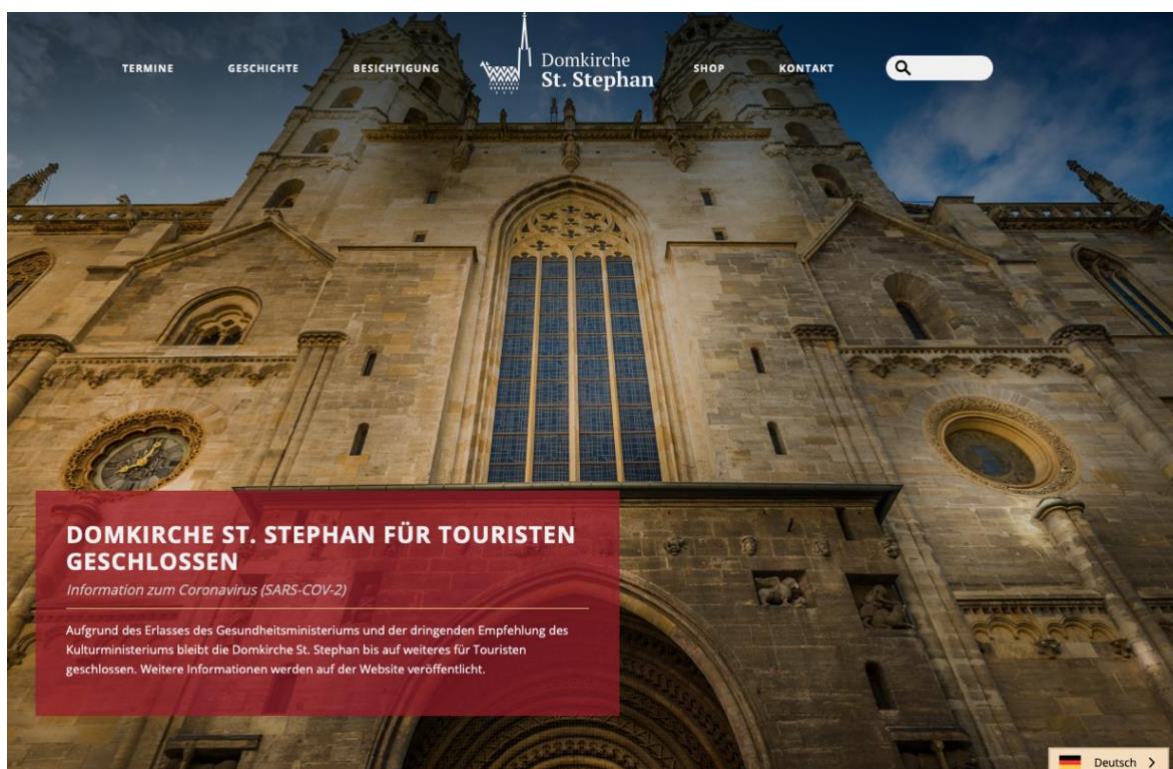 TERMINE
GESCHICHTE
BESICHTIGUNG
Domkirche
St. Stephan
SHOP
KONTAKT
DOMKIRCHE ST. STEPHAN FÜR TOURISTEN
GESCHLOSSEN
Information zum Coronavirus (SARS-COV-2)
Aufgrund des Erlasses des Gesundheitsministeriums und der dringenden Empfehlung des
Kulturministeriums bleibt die Domkirche St. Stephan bis auf weiteres für Touristen
geschlossen. Weitere Informationen werden auf der Website veröffentlicht.
Deutsch